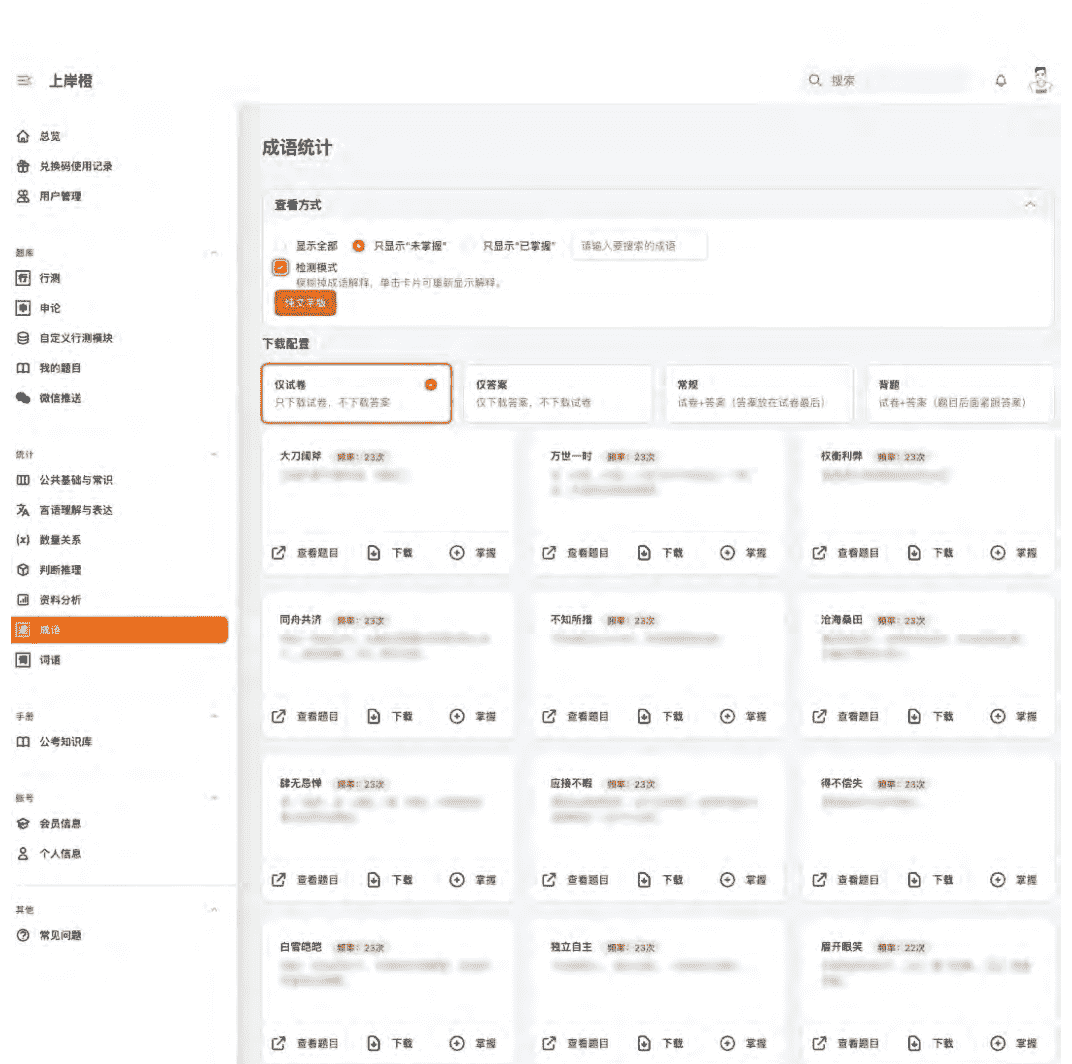 上岸橙
搜索
总览
兑换码使用记录
用户管理
题库
行测
申论
自定义行测模块
我的题目
微信推送
统计
公共基础与常识
言语理解与表达
数量关系
判断推理
资料分析
成语
词语
手册
公考知识库
账号
会员信息
个人信息
其他
常见问题
成语统计
查看方式
显示全部 只显示"未掌握" 只显示"已掌握" 请输入要搜索的成语
检测模式
模糊掉成语解释，单击卡片可重新显示解释。
下载配置
仅试卷
只下载试卷，不下载答案
仅答案
仅下载答案，不下载试卷
常规
试卷+答案（答案放在试卷最后）
背题
试卷+答案（题目后面紧跟答案）
大刀阔斧 频率：23次
查看题目 下载 掌握
万世一时 频率：23次
查看题目 下载 掌握
权衡利弊 频率：23次
查看题目 下载 掌握
同舟共济 频率：23次
查看题目 下载 掌握
不知所措 频率：23次
查看题目 下载 掌握
沧海桑田 频率：23次
查看题目 下载 掌握
肆无忌惮 频率：23次
查看题目 下载 掌握
应接不暇 频率：23次
查看题目 下载 掌握
得不偿失 频率：23次
查看题目 下载 掌握
白雪皑皑 频率：23次
查看题目 下载 掌握
独立自主 频率：23次
查看题目 下载 掌握
眉开眼笑 频率：22次
查看题目 下载 掌握